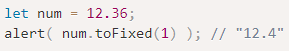 let num = 12.36;
alert( num.toFixed(1) ); // "12.4"